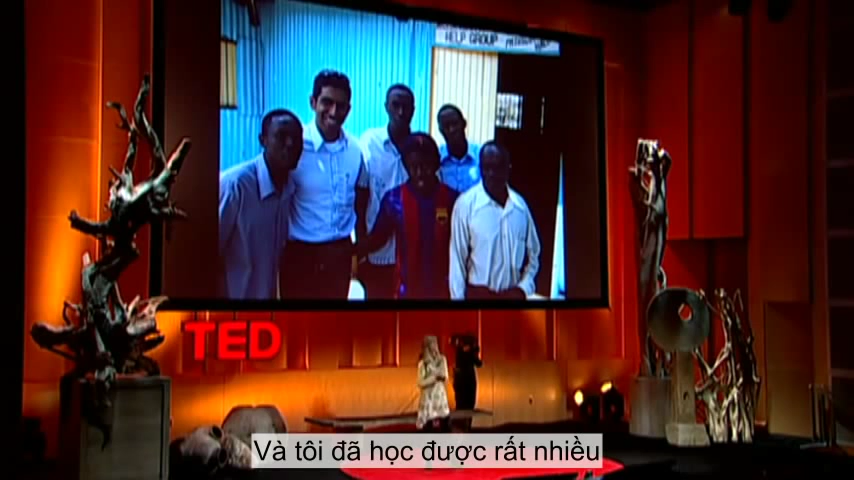 HELP GROUP
TED
Và tôi đã học được rất nhiều